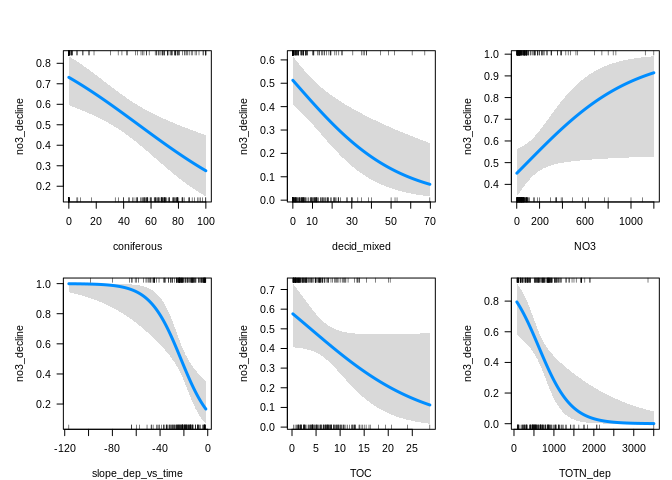 no3_decline
0.8
0.7
0.6
0.5
0.4
0.3
0.2
0 20 40 60 80 100
coniferous
no3_decline
0.6
0.5
0.4
0.3
0.2
0.1
0.0
0 10 30 50 70
decid_mixed
no3_decline
1.0
0.9
0.8
0.7
0.6
0.5
0.4
0 200 600 1000
NO3
no3_decline
1.0
0.8
0.6
0.4
0.2
-120 -80 -40 0
slope_dep_vs_time
no3_decline
0.7
0.6
0.5
0.4
0.3
0.2
0.1
0.0
0 5 10 15 20 25
TOC
no3_decline
0.8
0.6
0.4
0.2
0.0
0 1000 2000 3000
TOTN_dep